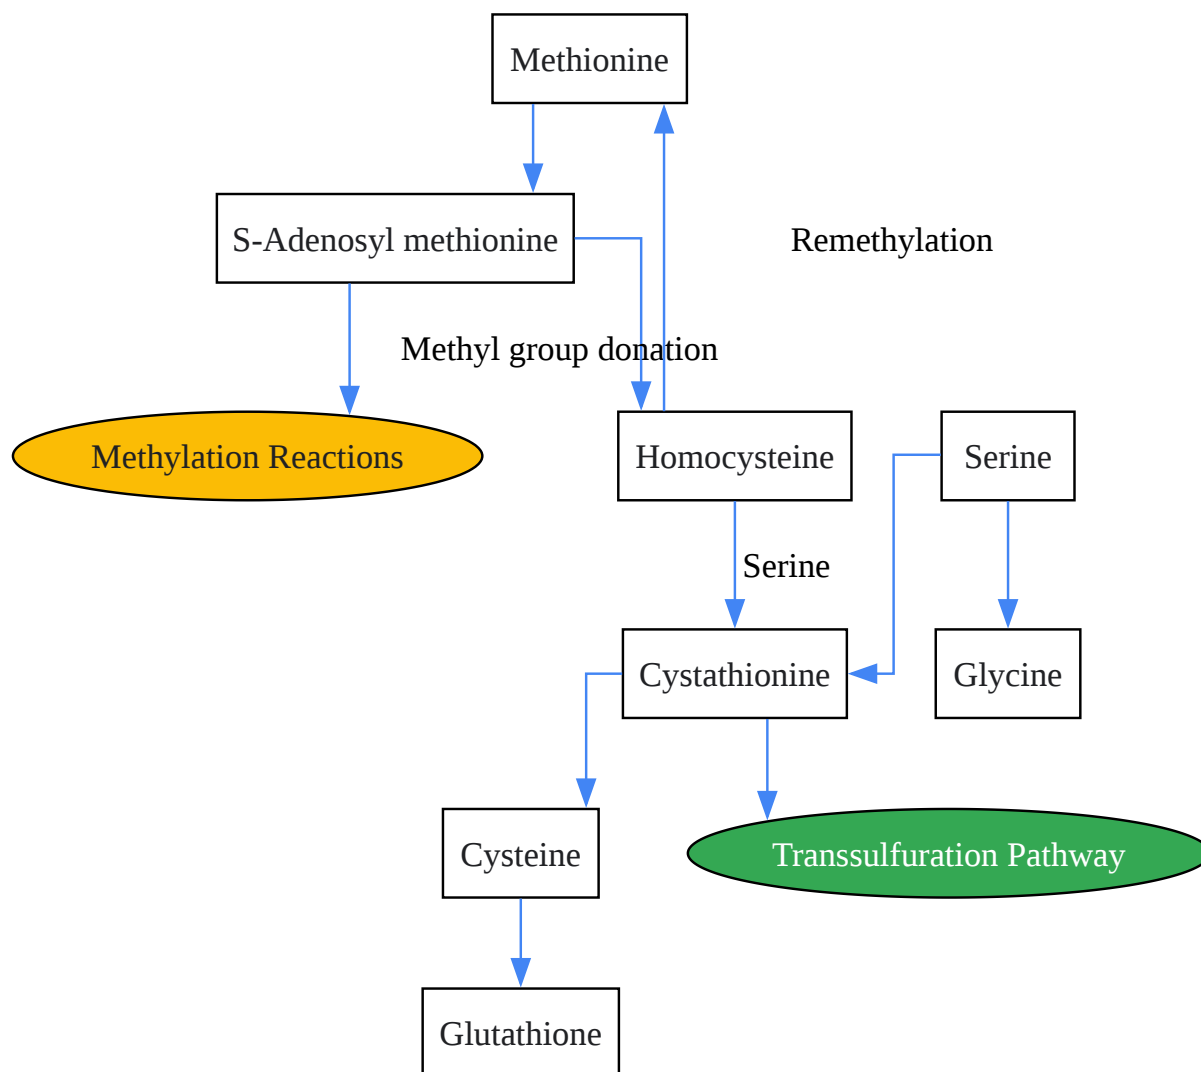 Methionine
S-Adenosyl methionine
Remethylation
Methyl group donation
Methylation Reactions
Homocysteine
Serine
Serine
Cystathionine
Glycine
Cysteine
Transsulfuration Pathway
Glutathione